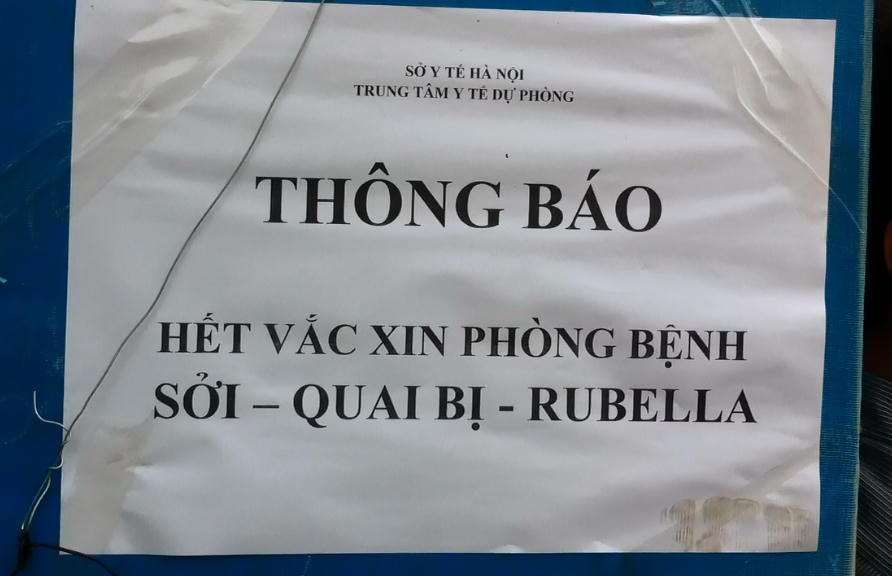 SỞ Y TẾ HÀ NỘI
TRUNG TÂM Y TẾ DỰ PHÒNG
THÔNG BÁO
HẾT VẮC XIN PHÒNG BỆNH
SỞI – QUAI BỊ - RUBELLA